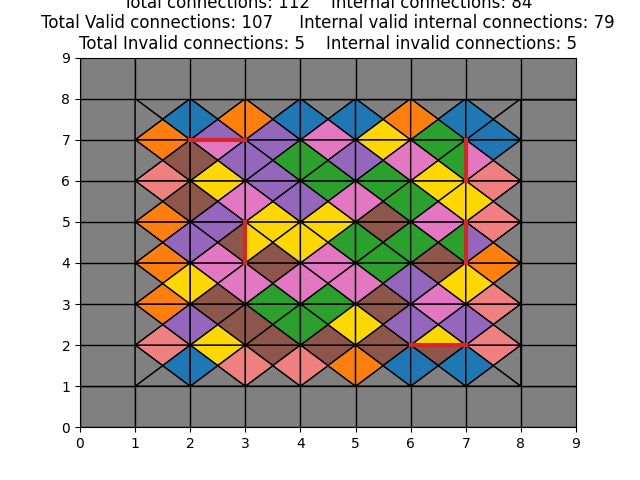 Total connections: 112 Internal connections: 84
Total Valid connections: 107 Internal valid internal connections: 79
Total Invalid connections: 5 Internal invalid connections: 5
9
8
7
6
5
4
3
2
1
0
0 1 2 3 4 5 6 7 8 9